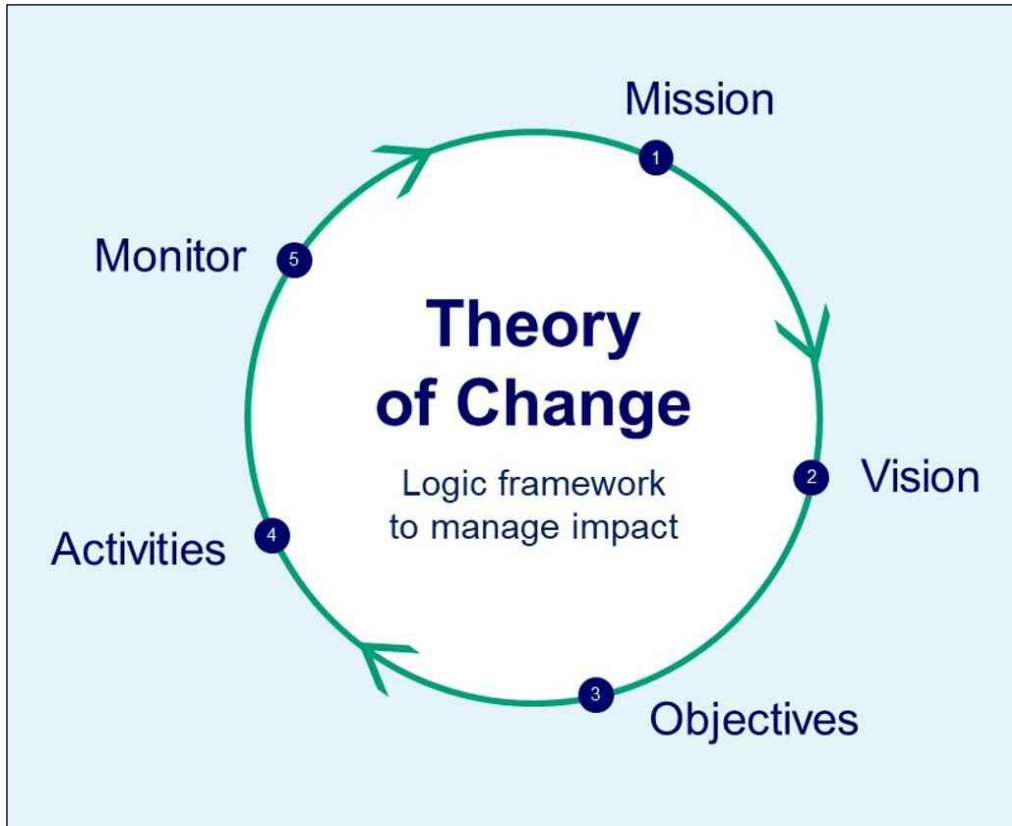 Theory
of Change
Logic framework
to manage impact
1
Mission
2
Vision
3
Objectives
4
Activities
5
Monitor